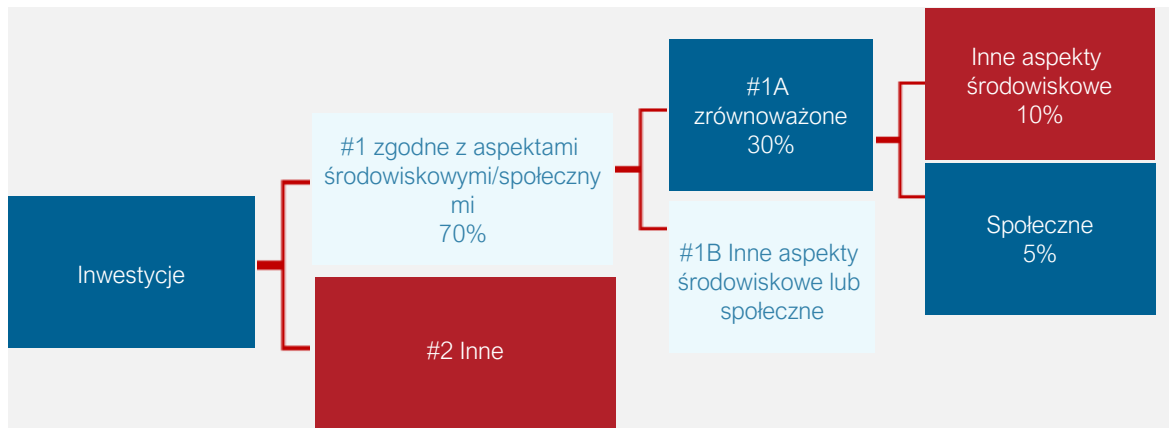 Inwestycje
#1 zgodne z aspektami
środowiskowymi/społeczny
mi
70%
#2 Inne
#1A
zrównoważone
30%
#1B Inne aspekty
środowiskowe lub
społeczne
Inne aspekty
środowiskowe
10%
Społeczne
5%